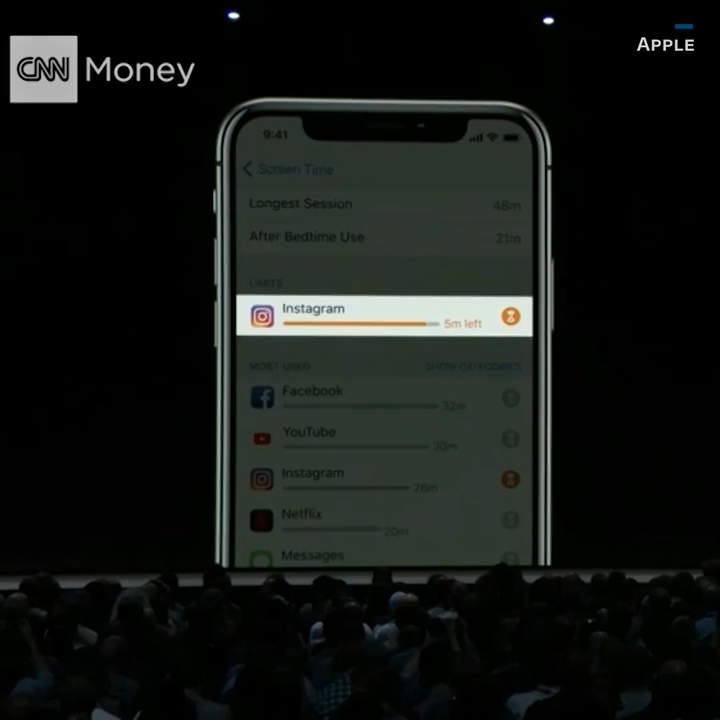 CNN Money
APPLE
9:41
Screen Time
Longest Session 48m
After Bedtime Use 21m
LIMITS
Instagram
5m left
MOST USED SHOW CATEGORIES
Facebook
32m
YouTube
Instagram
26m
Netflix
20m
Messages